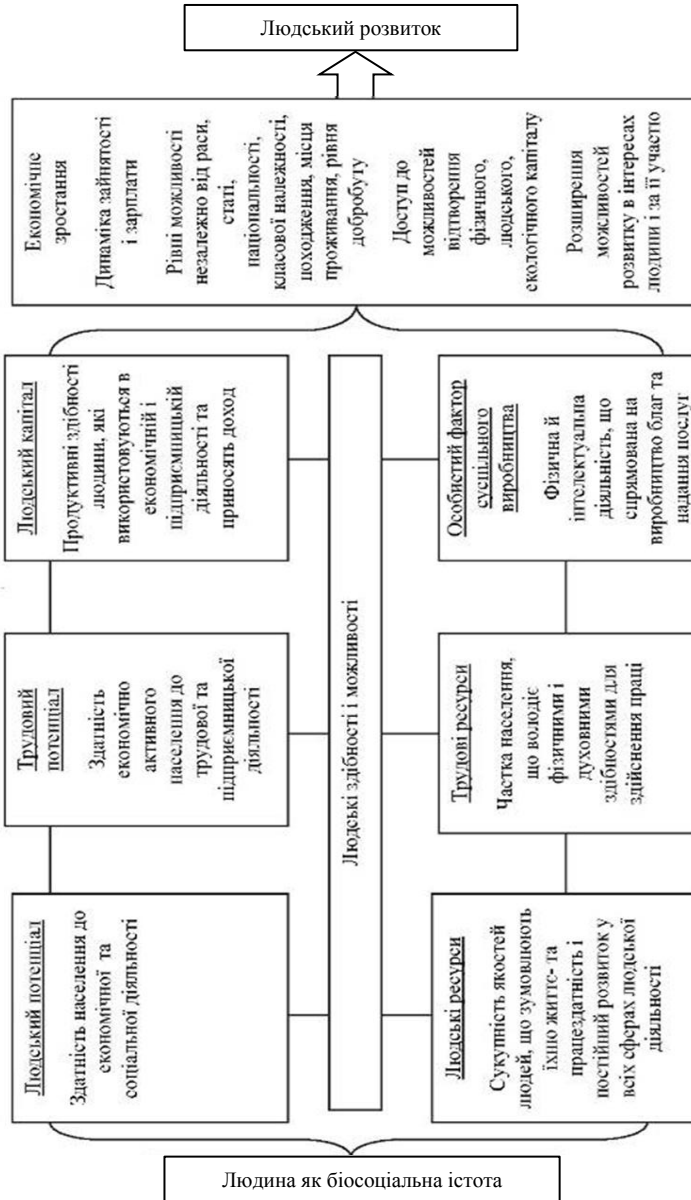 Людський розвиток
Економічне
зростання
Динаміка зайнятості
і зарплати
Рівні можливості
незалежно від раси,
статі,
національності,
класової належності,
походження, місця
проживання, рівня
добробуту
Доступ до
можливостей
відтворення
фізичного,
людського,
екологічного капіталу
Розширення
можливостей
розвитку в інтересах
людини і за її участю
Людський капітал
Продуктивні здібності
людини, які
використовуються в
економічній і
підприємницькій
діяльності та
приносять доход
Особистий фактор
суспільного
виробництва
Фізична й
інтелектуальна
діяльність, що
спрямована на
виробництво благ та
надання послуг
Трудовий
потенціал
Здатність
економічно
активного
населення до
трудової та
підприємницької
діяльності
Людські здібності і можливості
Трудові ресурси
Частка населення,
що володіє
фізичними і
духовними
здібностями для
здійснення праці
Людський потенціал
Здатність населення до
економічної та
соціальної діяльності
Людські ресурси
Сукупність якостей
людей, що зумовлюють
їхню життє- та
працездатність і
постійний розвиток у
всіх сферах людської
діяльності
Людина як біосоціальна істота